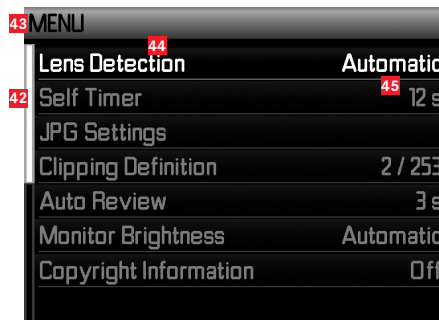 43 MENU
44
Lens Detection Automatic
45
42 Self Timer 12 s
JPG Settings
Clipping Definition 2 / 253
Auto Review 3 s
Monitor Brightness Automatic
Copyright Information Off